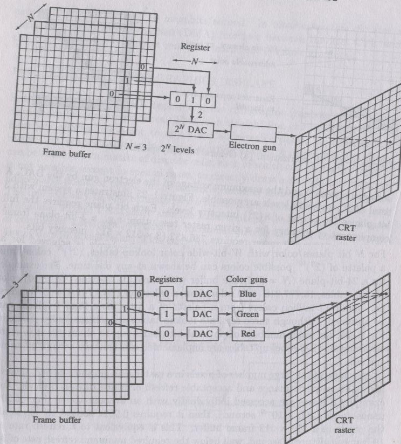 N
Register
N
0
1
0
0 1 0
2
2^N DAC
Electron gun
N = 3
2^N levels
Frame buffer
CRT
raster
3
Registers
Color guns
0
0
DAC
Blue
1
1
DAC
Green
0
0
DAC
Red
Frame buffer
CRT
raster